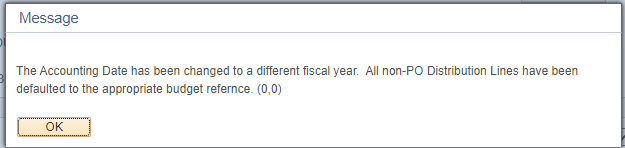 Message
The Accounting Date has been changed to a different fiscal year.  All non-PO Distribution Lines have been
defaulted to the appropriate budget refernce. (0,0)
OK